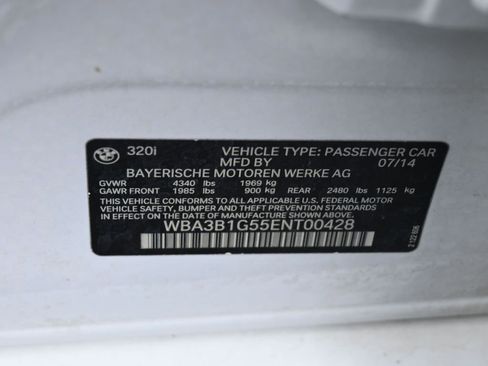 320i VEHICLE TYPE: PASSENGER CAR
MFD BY 07/14
BAYERISCHE MOTOREN WERKE AG
GVWR 4340 lbs 1969 kg
GAWR FRONT 1985 lbs 900 kg REAR 2480 lbs 1125 kg
THIS VEHICLE CONFORMS TO ALL APPLICABLE U.S. FEDERAL MOTOR
VEHICLE SAFETY, BUMPER AND THEFT PREVENTION STANDARDS
IN EFFECT ON THE DATE OF MANUFACTURE SHOWN ABOVE.
WBA3B1G55ENT00428